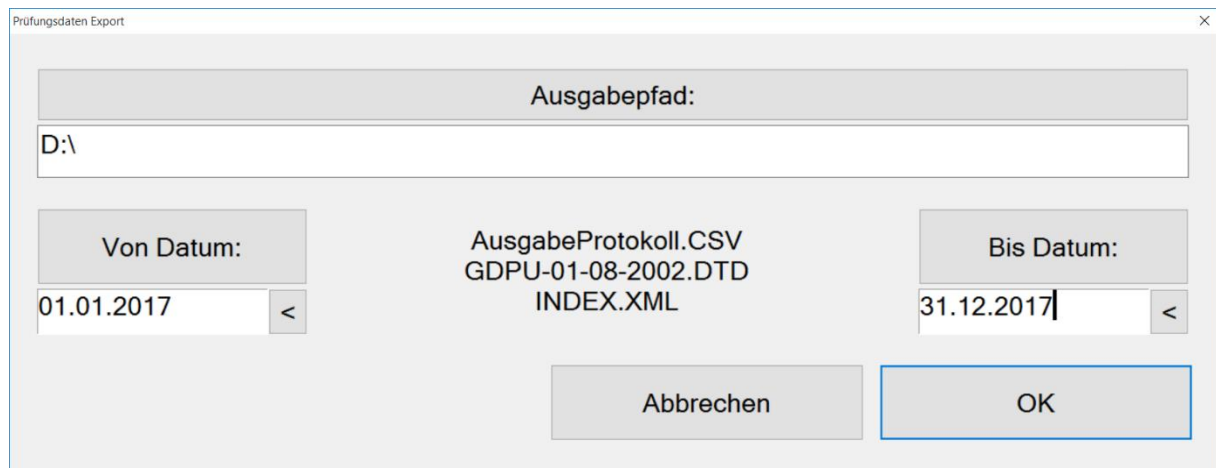 Prüfungsdaten Export
Ausgabepfad:
D:\
Von Datum:
AusgabeProtokoll.CSV
GDPU-01-08-2002.DTD
INDEX.XML
Bis Datum:
01.01.2017 <
31.12.2017 <
Abbrechen
OK